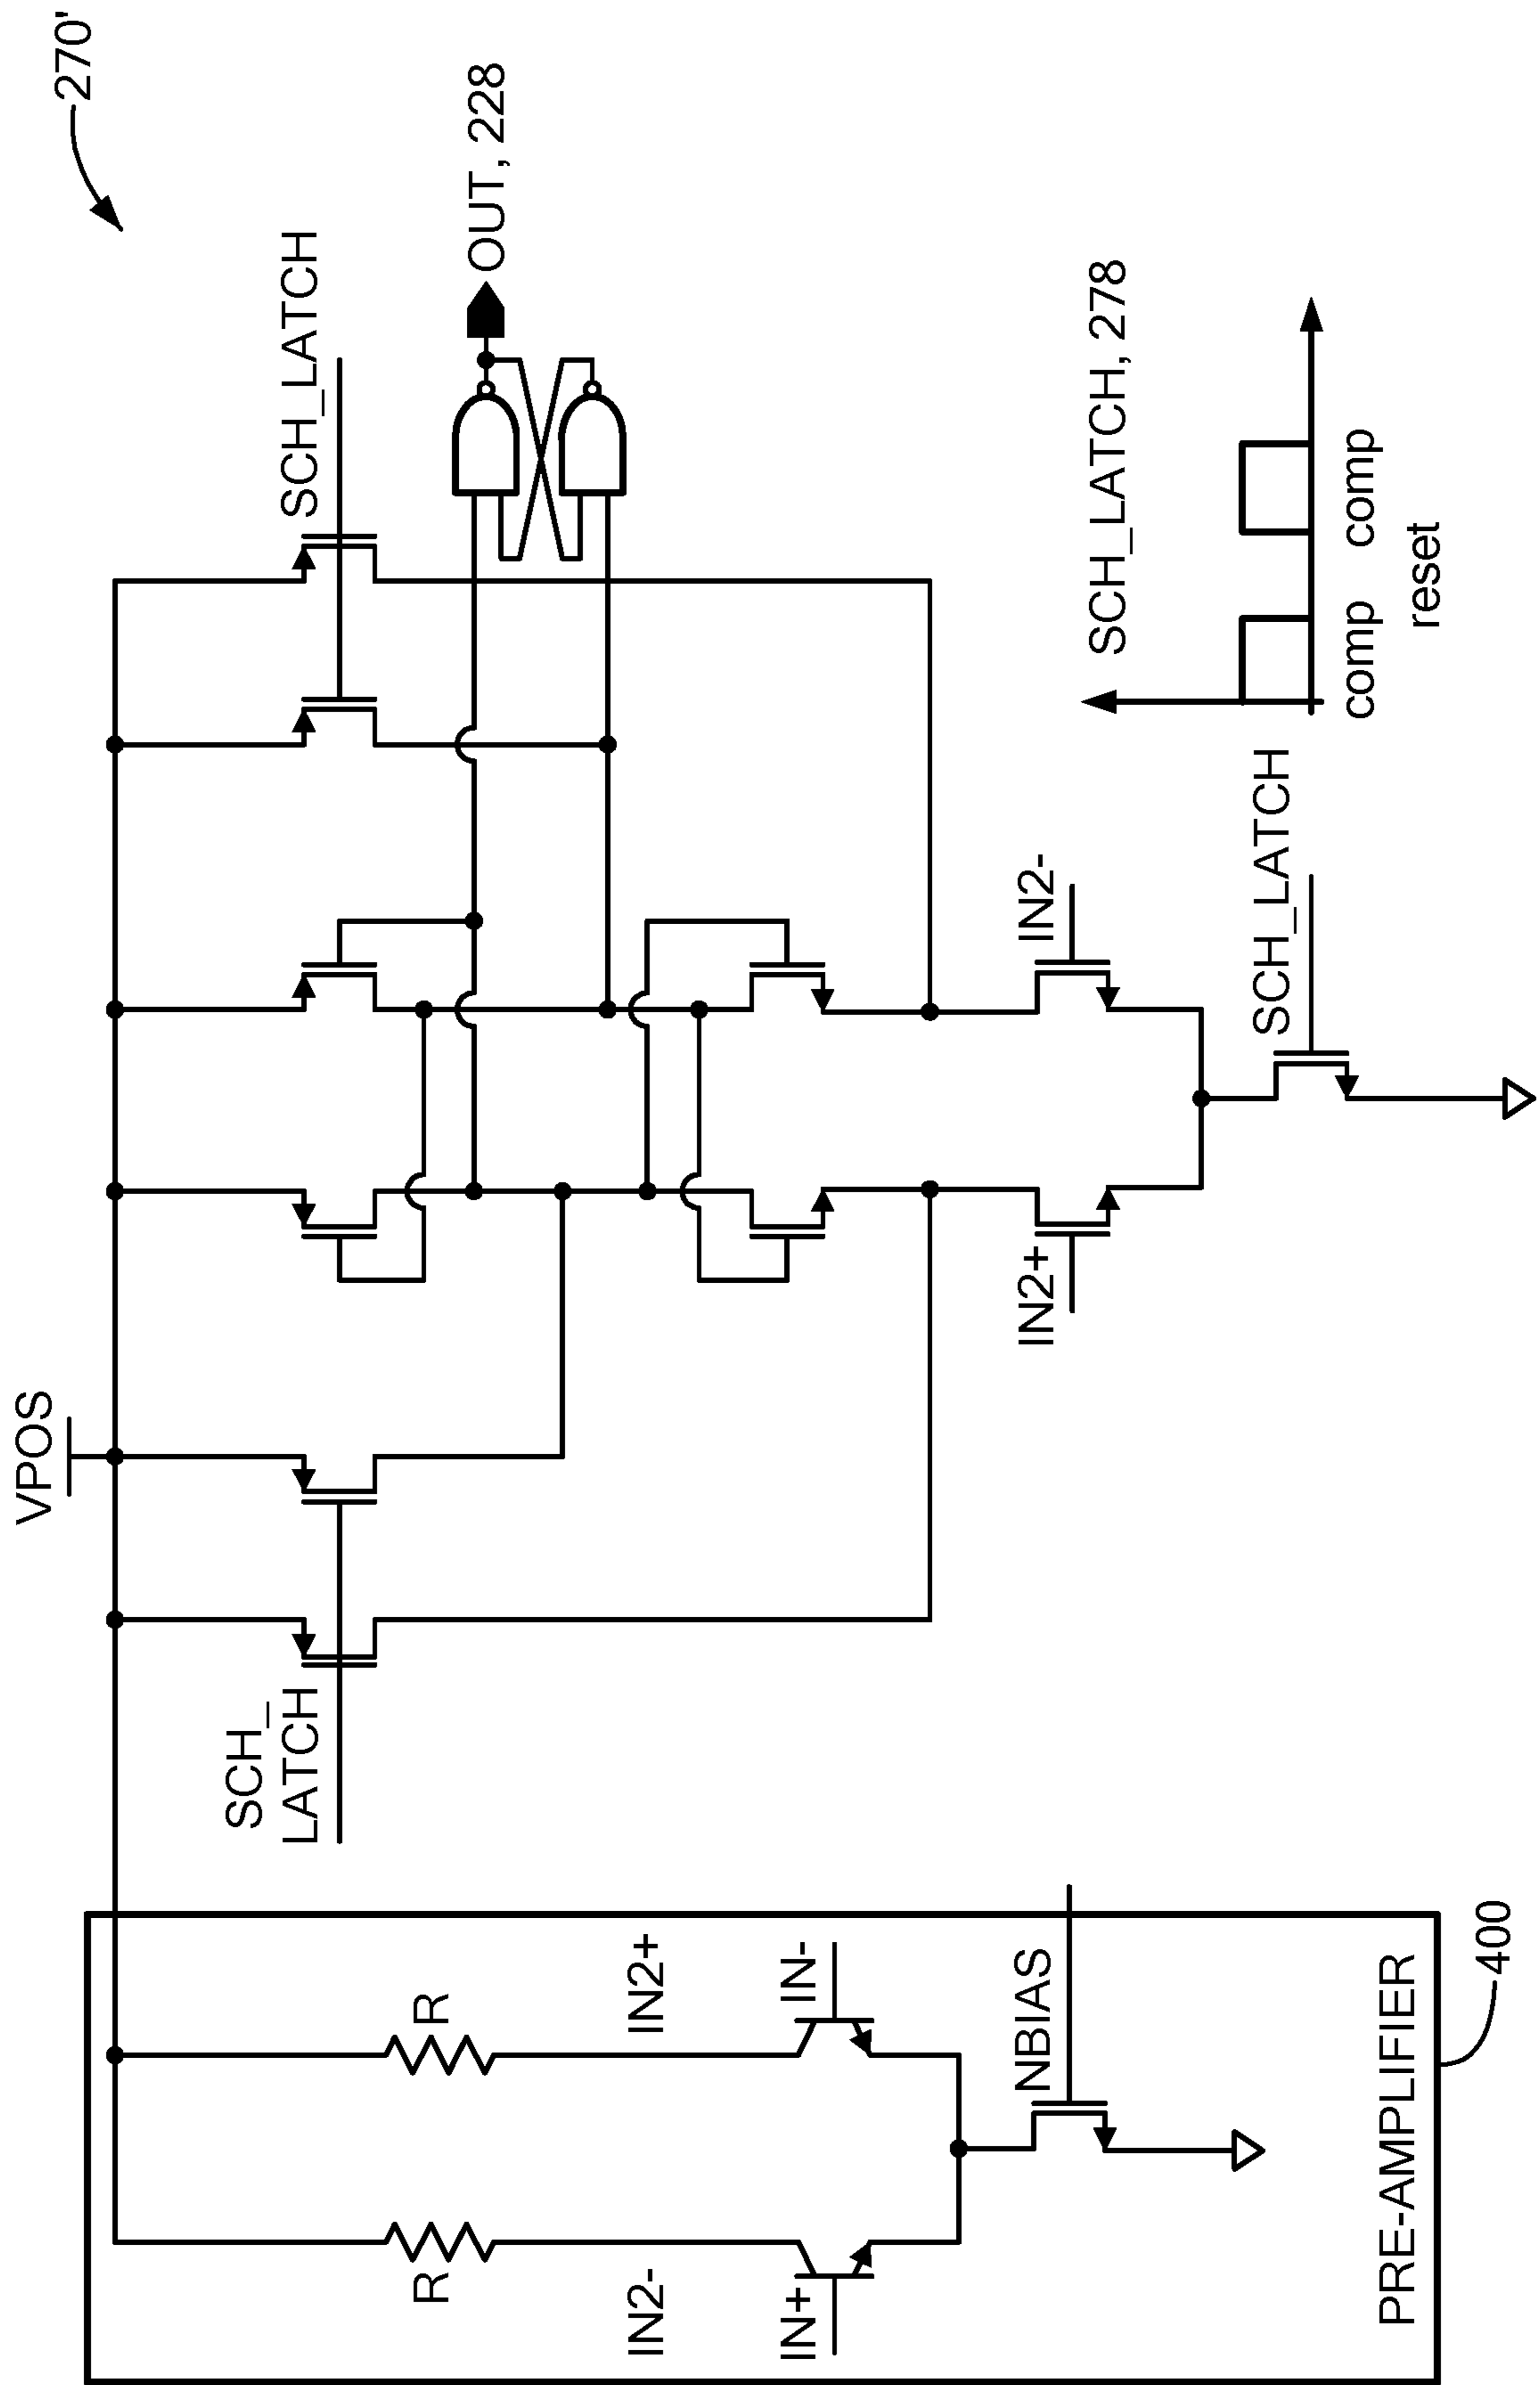 270'
VPOS
SCH_
LATCH
SCH_LATCH
OUT, 228
R
R
IN2-
IN2+
IN+
IN-
NBIAS
PRE-AMPLIFIER
400
IN2+
IN2-
SCH_LATCH
SCH_LATCH, 278
comp
comp
reset